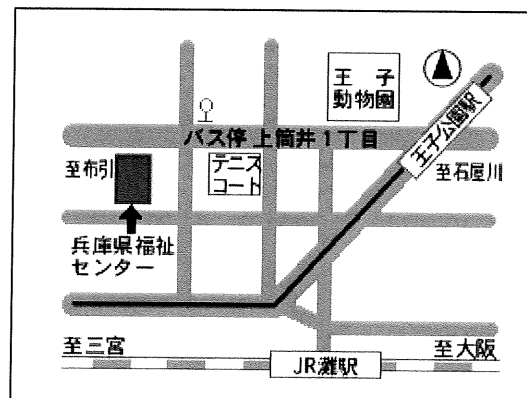 王子
動物園
王子公園駅
バス停 上筒井1丁目
至布引
テニス
コート
至石屋川
兵庫県福祉
センター
至三宮
至大阪
JR灘駅